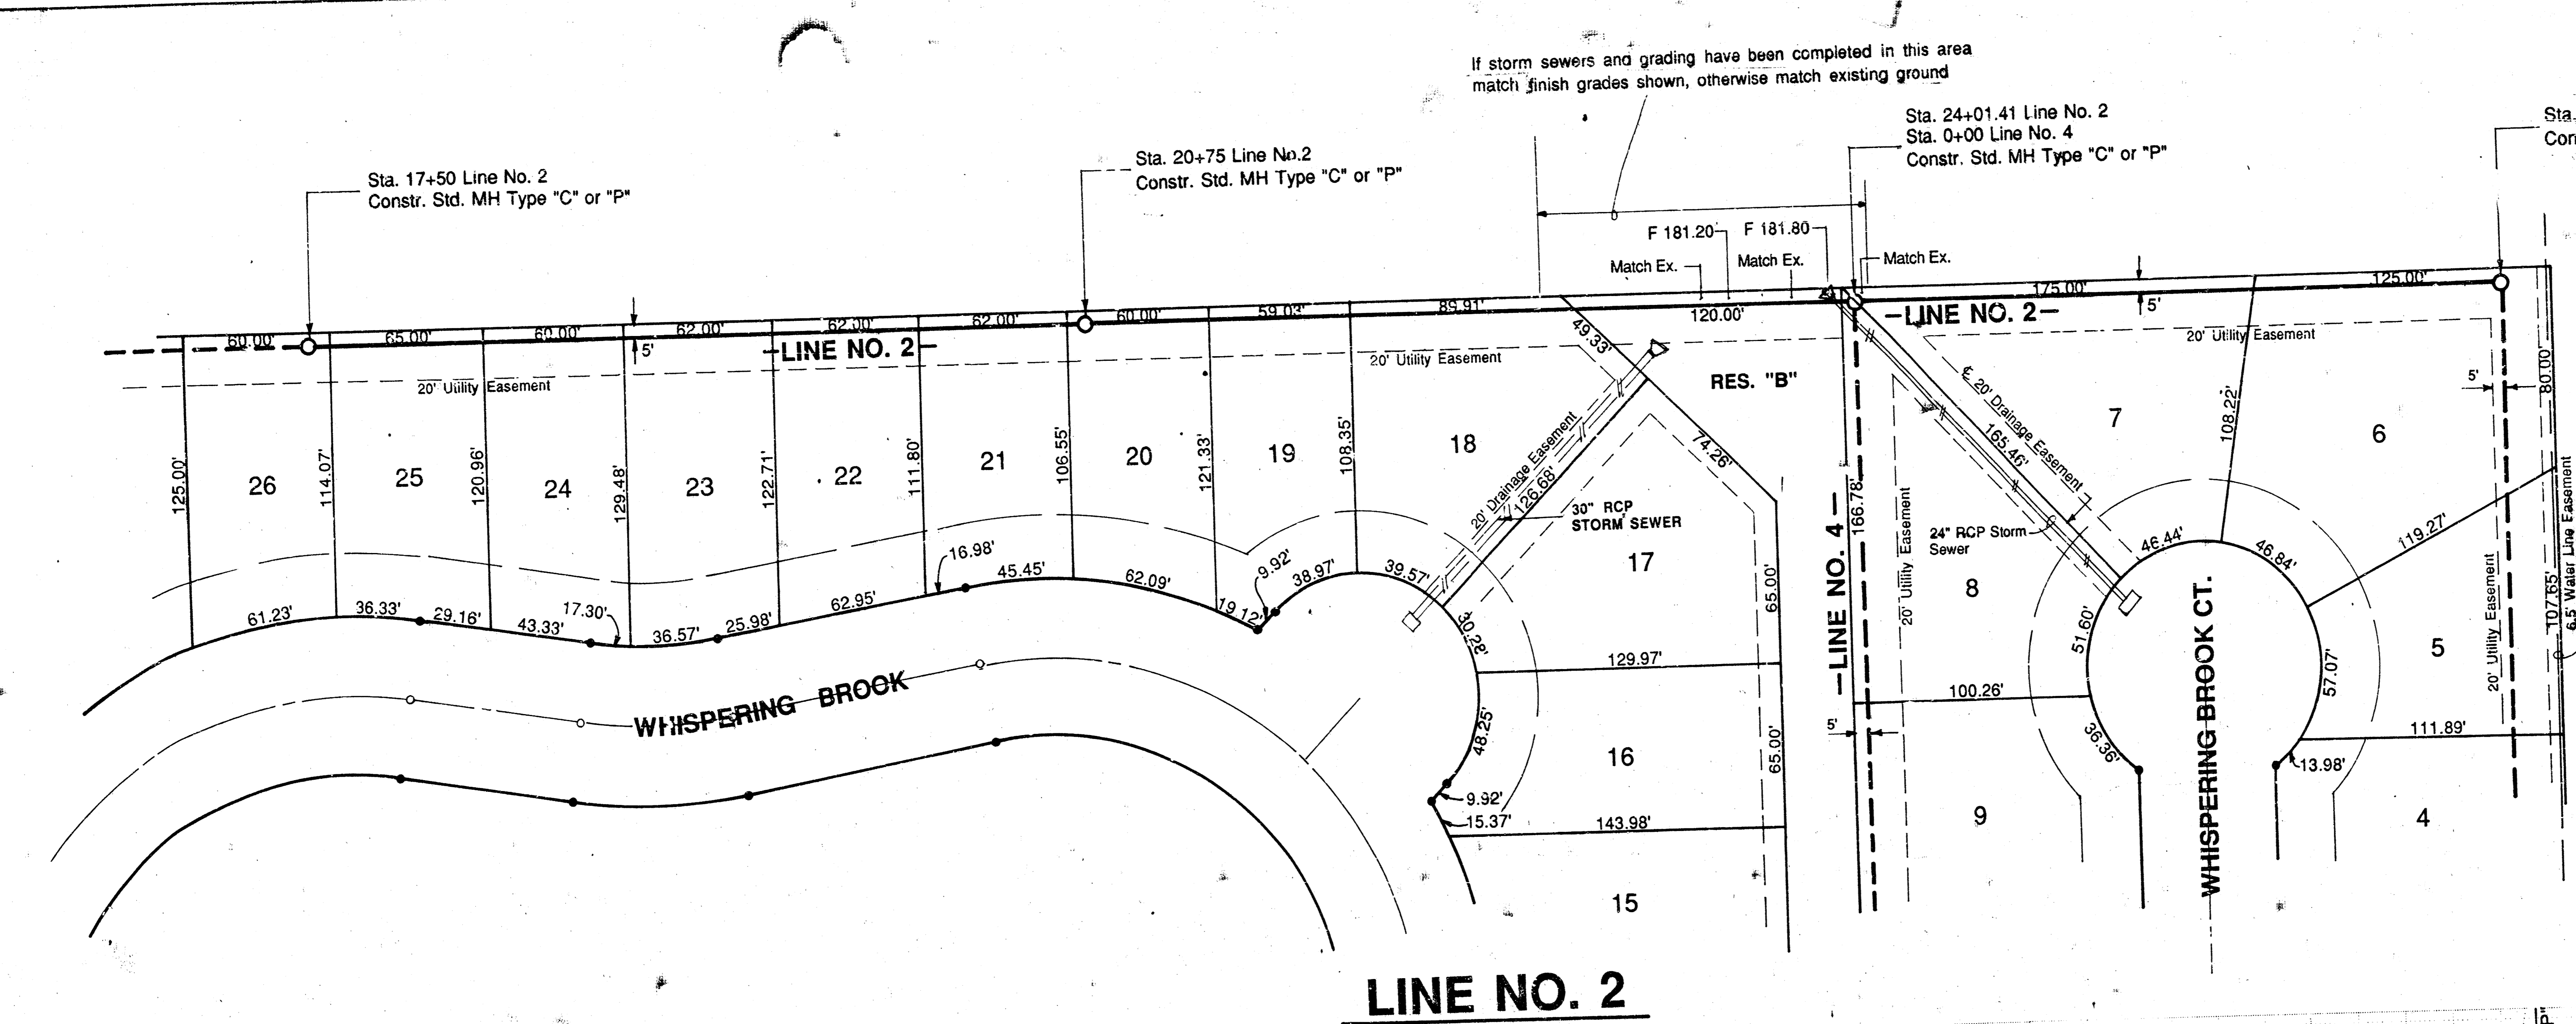 If storm sewers and grading have been completed in this area
match finish grades shown, otherwise match existing ground
Sta. 17+50 Line No. 2
Constr. Std. MH Type "C" or "P"
Sta. 20+75 Line No.2
Constr. Std. MH Type "C" or "P"
Sta. 24+01.41 Line No. 2
Sta. 0+00 Line No. 4
Constr. Std. MH Type "C" or "P"
Sta.
F 181.20
F 181.80
Match Ex.
Match Ex.
Match Ex.
60.00'
65.00'
60.00'
62.00'
62.00'
62.00'
60.00'
59.03'
89.91'
120.00'
175.00'
125.00'
5'
LINE NO. 2
LINE NO. 2
5'
20' Utility Easement
20' Utility Easement
20' Utility Easement
49.33'
RES. "B"
125.00'
26
114.07'
25
120.96'
24
129.48'
23
122.71'
22
111.80'
21
106.55'
20
121.33'
19
108.35'
18
20' Drainage Easement
126.68'
30" RCP
STORM SEWER
74.26'
17
65.00'
LINE NO. 4
166.78'
20' Utility Easement
℄ 20' Drainage Easement
165.46'
24" RCP Storm
Sewer
7
108.22'
6
5'
80.00'
8
46.44'
46.84'
119.27'
51.60'
57.07'
5
20' Utility Easement
107.65'
6.5' Water Line Easement
61.23'
36.33'
29.16'
43.33'
17.30'
36.57'
25.98'
62.95'
16.98'
45.45'
62.09'
19.12'
9.92'
38.97'
39.57'
30.28'
129.97'
48.25'
16
65.00'
9.92'
15.37'
143.98'
15
5'
100.26'
36.36'
9
111.89'
13.98'
4
WHISPERING BROOK
WHISPERING BROOK CT.
LINE NO. 2